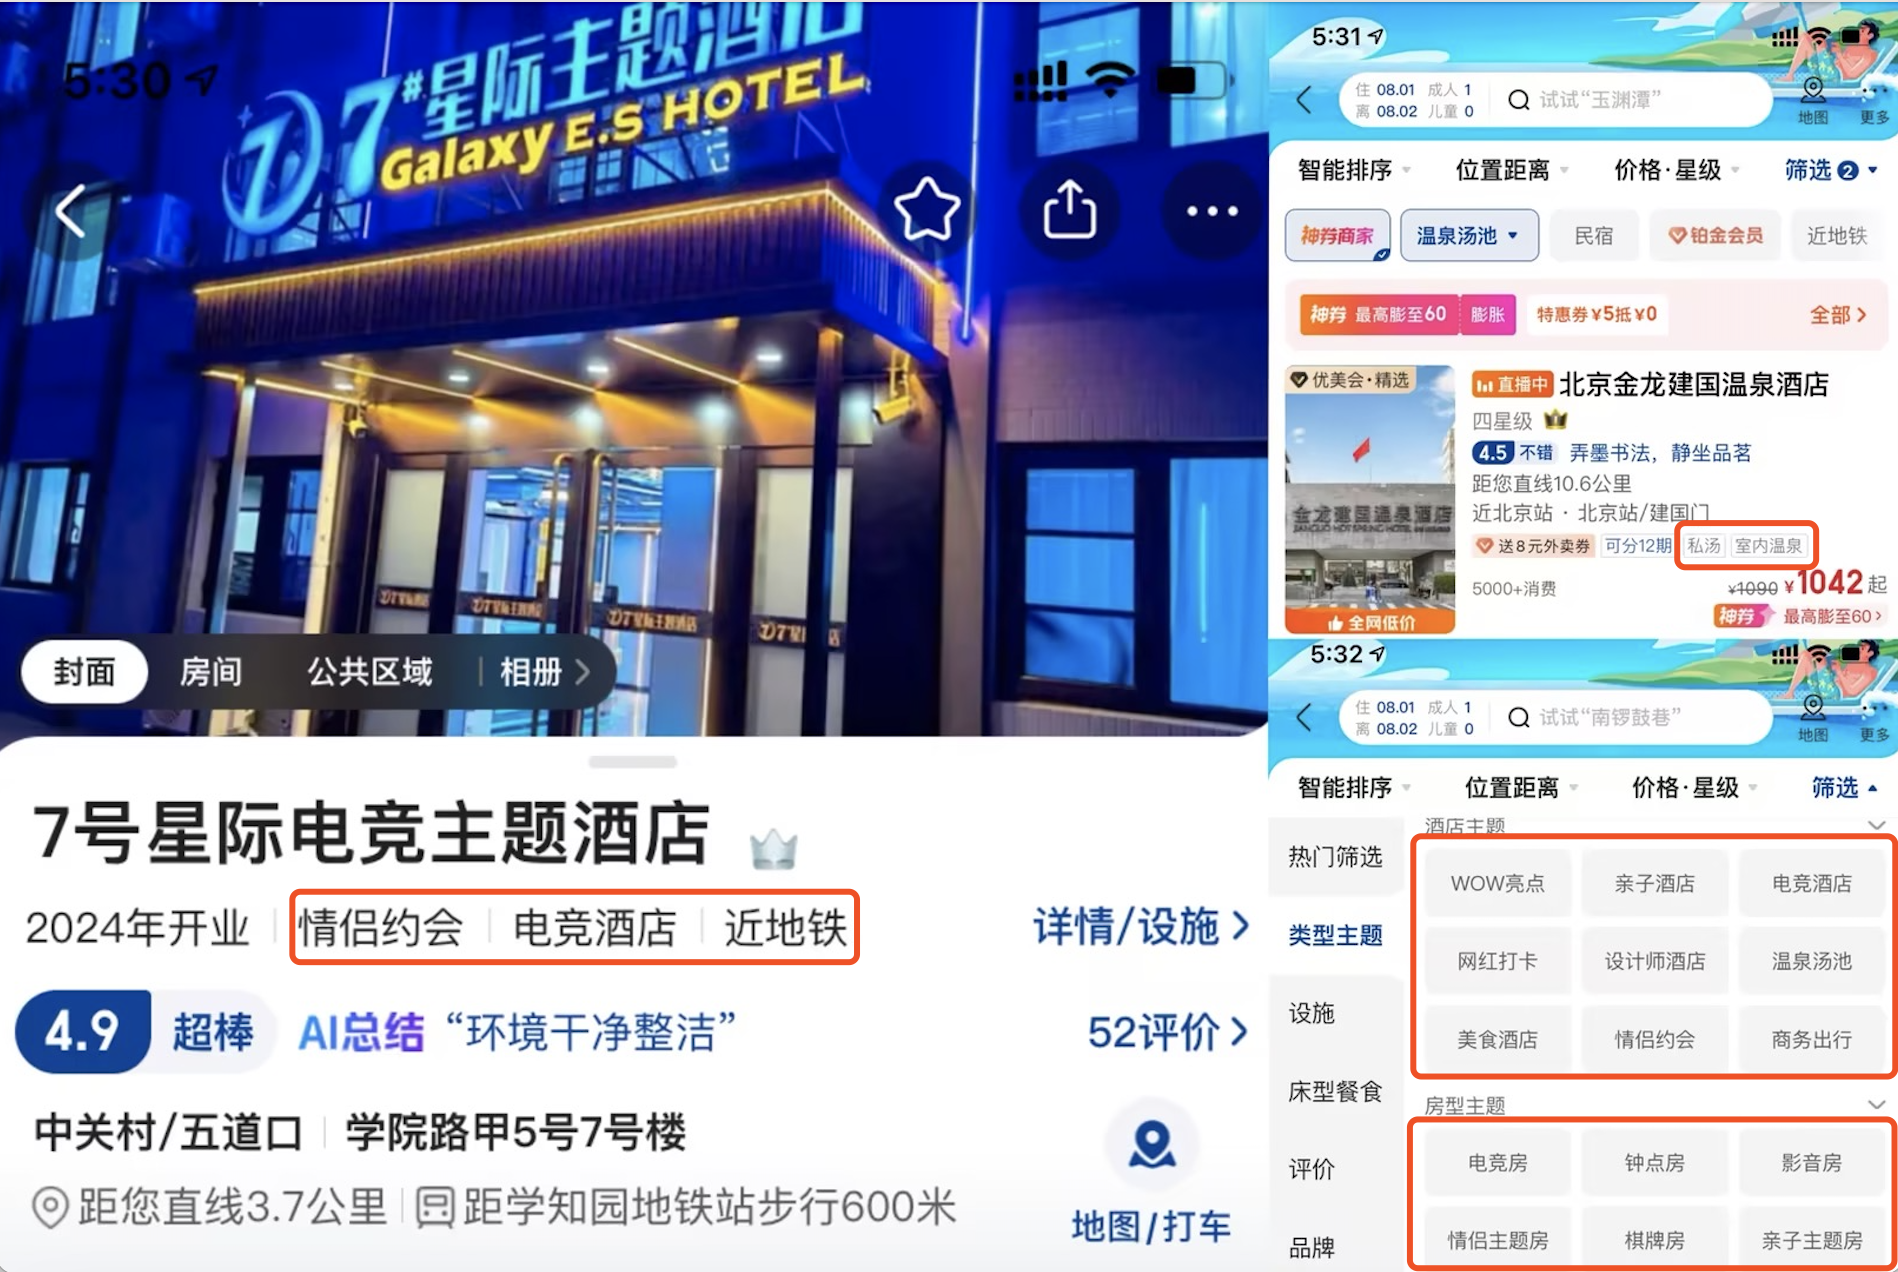 5:30
7#星际主题酒店
Galaxy E.S HOTEL
封面
房间
公共区域
相册
7号星际电竞主题酒店
2024年开业 情侣约会 电竞酒店 近地铁
详情/设施
4.9 超棒 AI总结 “环境干净整洁”
52评价
中关村/五道口 学院路甲5号7号楼
距您直线3.7公里 距学知园地铁站步行600米
地图/打车
5:31
住 08.01 成人 1
离 08.02 儿童 0
试试“玉渊潭”
地图
更多
智能排序 位置距离 价格·星级 筛选 2
神券商家 温泉汤池 民宿 铂金会员 近地铁
神券 最高膨至60 膨胀 特惠券¥5抵¥0 全部
优美会·精选
金龙建国温泉酒店
JIANGUO HOTSPRING HOTEL
全网低价
直播中 北京金龙建国温泉酒店
四星级
4.5 不错 弄墨书法，静坐品茗
距您直线10.6公里
近北京站 · 北京站/建国门
送8元外卖券 可分12期 私汤 室内温泉
5000+消费 ¥1090 ¥1042起
神券 最高膨至60
5:32
住 08.01 成人 1
离 08.02 儿童 0
试试“南锣鼓巷”
地图
更多
智能排序 位置距离 价格·星级 筛选
热门筛选
类型主题
设施
床型餐食
评价
品牌
酒店主题
WOW亮点 亲子酒店 电竞酒店
网红打卡 设计师酒店 温泉汤池
美食酒店 情侣约会 商务出行
房型主题
电竞房 钟点房 影音房
情侣主题房 棋牌房 亲子主题房